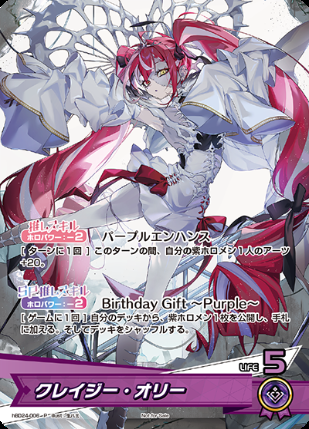 推しスキル
ホロパワー：－2
パープルエンハンス
[ターンに１回] このターンの間、自分の紫ホロメン１人のアーツ
+20。
SP推しスキル
ホロパワー：－2
Birthday Gift ～Purple～
[ゲームに１回] 自分のデッキから、紫ホロメン１枚を公開し、手札
に加える。そしてデッキをシャッフルする。
LIFE 5
クレイジー・オリー
Not for Sale